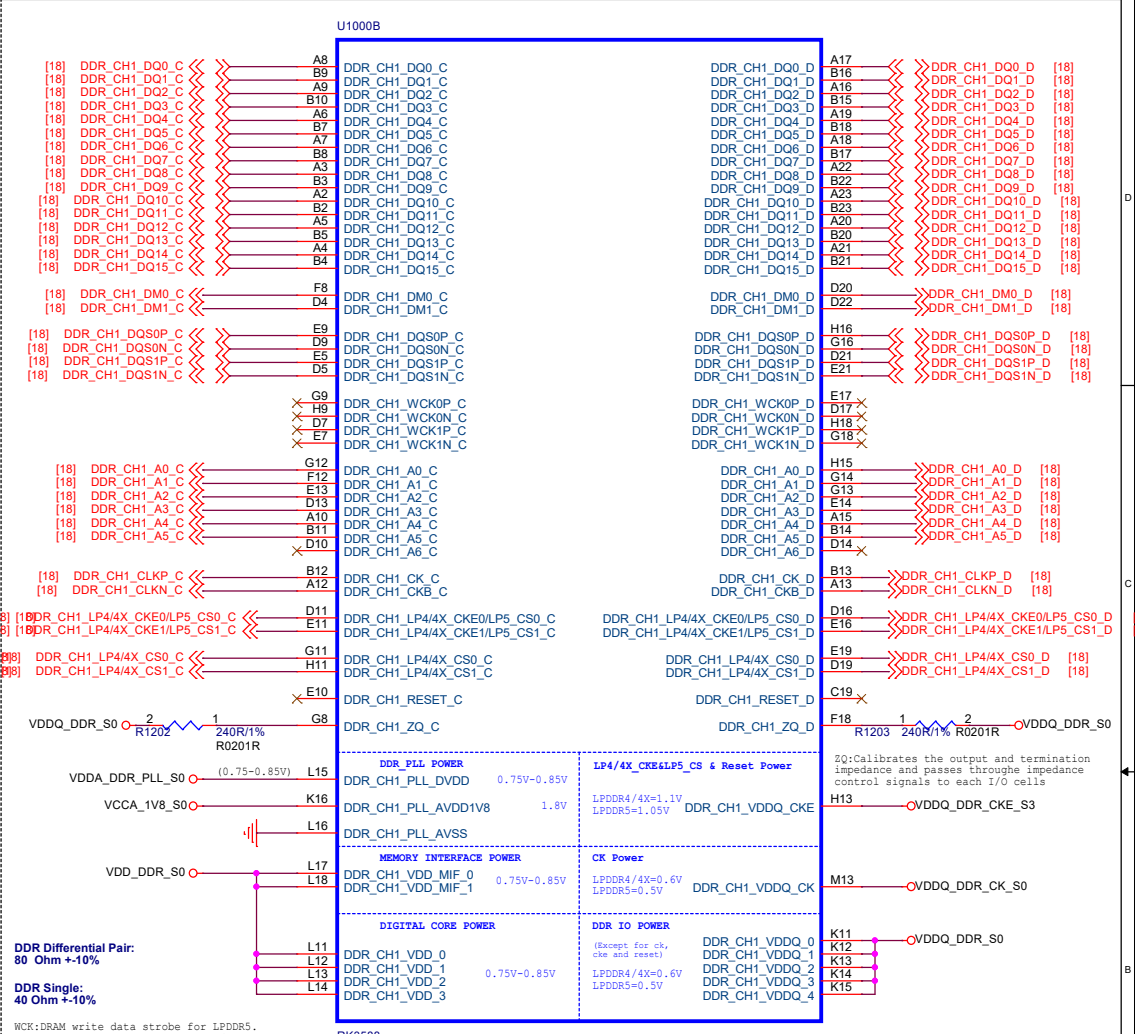 U1000B
[18] DDR_CH1_DQ0_C A8 DDR_CH1_DQ0_C DDR_CH1_DQ0_D A17 DDR_CH1_DQ0_D [18]
[18] DDR_CH1_DQ1_C B9 DDR_CH1_DQ1_C DDR_CH1_DQ1_D B16 DDR_CH1_DQ1_D [18]
[18] DDR_CH1_DQ2_C A9 DDR_CH1_DQ2_C DDR_CH1_DQ2_D A16 DDR_CH1_DQ2_D [18]
[18] DDR_CH1_DQ3_C B10 DDR_CH1_DQ3_C DDR_CH1_DQ3_D B15 DDR_CH1_DQ3_D [18]
[18] DDR_CH1_DQ4_C A6 DDR_CH1_DQ4_C DDR_CH1_DQ4_D A19 DDR_CH1_DQ4_D [18]
[18] DDR_CH1_DQ5_C B7 DDR_CH1_DQ5_C DDR_CH1_DQ5_D B18 DDR_CH1_DQ5_D [18]
[18] DDR_CH1_DQ6_C A7 DDR_CH1_DQ6_C DDR_CH1_DQ6_D A18 DDR_CH1_DQ6_D [18]
[18] DDR_CH1_DQ7_C B8 DDR_CH1_DQ7_C DDR_CH1_DQ7_D B17 DDR_CH1_DQ7_D [18]
[18] DDR_CH1_DQ8_C A3 DDR_CH1_DQ8_C DDR_CH1_DQ8_D A22 DDR_CH1_DQ8_D [18]
[18] DDR_CH1_DQ9_C B3 DDR_CH1_DQ9_C DDR_CH1_DQ9_D B22 DDR_CH1_DQ9_D [18]
[18] DDR_CH1_DQ10_C A2 DDR_CH1_DQ10_C DDR_CH1_DQ10_D A23 DDR_CH1_DQ10_D [18]
D
[18] DDR_CH1_DQ11_C B2 DDR_CH1_DQ11_C DDR_CH1_DQ11_D B23 DDR_CH1_DQ11_D [18]
[18] DDR_CH1_DQ12_C A5 DDR_CH1_DQ12_C DDR_CH1_DQ12_D A20 DDR_CH1_DQ12_D [18]
[18] DDR_CH1_DQ13_C B5 DDR_CH1_DQ13_C DDR_CH1_DQ13_D B20 DDR_CH1_DQ13_D [18]
[18] DDR_CH1_DQ14_C A4 DDR_CH1_DQ14_C DDR_CH1_DQ14_D A21 DDR_CH1_DQ14_D [18]
[18] DDR_CH1_DQ15_C B4 DDR_CH1_DQ15_C DDR_CH1_DQ15_D B21 DDR_CH1_DQ15_D [18]
[18] DDR_CH1_DM0_C F8 DDR_CH1_DM0_C DDR_CH1_DM0_D D20 DDR_CH1_DM0_D [18]
[18] DDR_CH1_DM1_C D4 DDR_CH1_DM1_C DDR_CH1_DM1_D D22 DDR_CH1_DM1_D [18]
[18] DDR_CH1_DQS0P_C E9 DDR_CH1_DQS0P_C DDR_CH1_DQS0P_D H16 DDR_CH1_DQS0P_D [18]
[18] DDR_CH1_DQS0N_C D9 DDR_CH1_DQS0N_C DDR_CH1_DQS0N_D G16 DDR_CH1_DQS0N_D [18]
[18] DDR_CH1_DQS1P_C E5 DDR_CH1_DQS1P_C DDR_CH1_DQS1P_D D21 DDR_CH1_DQS1P_D [18]
[18] DDR_CH1_DQS1N_C D5 DDR_CH1_DQS1N_C DDR_CH1_DQS1N_D E21 DDR_CH1_DQS1N_D [18]
G9 DDR_CH1_WCK0P_C DDR_CH1_WCK0P_D E17
H9 DDR_CH1_WCK0N_C DDR_CH1_WCK0N_D D17
D7 DDR_CH1_WCK1P_C DDR_CH1_WCK1P_D H18
E7 DDR_CH1_WCK1N_C DDR_CH1_WCK1N_D G18
[18] DDR_CH1_A0_C G12 DDR_CH1_A0_C DDR_CH1_A0_D H15 DDR_CH1_A0_D [18]
[18] DDR_CH1_A1_C F12 DDR_CH1_A1_C DDR_CH1_A1_D G14 DDR_CH1_A1_D [18]
[18] DDR_CH1_A2_C E13 DDR_CH1_A2_C DDR_CH1_A2_D G13 DDR_CH1_A2_D [18]
[18] DDR_CH1_A3_C D13 DDR_CH1_A3_C DDR_CH1_A3_D E14 DDR_CH1_A3_D [18]
[18] DDR_CH1_A4_C A10 DDR_CH1_A4_C DDR_CH1_A4_D A15 DDR_CH1_A4_D [18]
[18] DDR_CH1_A5_C B11 DDR_CH1_A5_C DDR_CH1_A5_D B14 DDR_CH1_A5_D [18]
D10 DDR_CH1_A6_C DDR_CH1_A6_D D14
[18] DDR_CH1_CLKP_C B12 DDR_CH1_CK_C DDR_CH1_CK_D B13 DDR_CH1_CLKP_D [18]
C
[18] DDR_CH1_CLKN_C A12 DDR_CH1_CKB_C DDR_CH1_CKB_D A13 DDR_CH1_CLKN_D [18]
DDR_CH1_LP4/4X_CKE0/LP5_CS0_C D11 DDR_CH1_LP4/4X_CKE0/LP5_CS0_C DDR_CH1_LP4/4X_CKE0/LP5_CS0_D D16 DDR_CH1_LP4/4X_CKE0/LP5_CS0_D
DDR_CH1_LP4/4X_CKE1/LP5_CS1_C E11 DDR_CH1_LP4/4X_CKE1/LP5_CS1_C DDR_CH1_LP4/4X_CKE1/LP5_CS1_D E16 DDR_CH1_LP4/4X_CKE1/LP5_CS1_D
DDR_CH1_LP4/4X_CS0_C G11 DDR_CH1_LP4/4X_CS0_C DDR_CH1_LP4/4X_CS0_D E19 DDR_CH1_LP4/4X_CS0_D [18]
DDR_CH1_LP4/4X_CS1_C H11 DDR_CH1_LP4/4X_CS1_C DDR_CH1_LP4/4X_CS1_D D19 DDR_CH1_LP4/4X_CS1_D [18]
E10 DDR_CH1_RESET_C DDR_CH1_RESET_D C19
VDDQ_DDR_S0 2 1 G8 DDR_CH1_ZQ_C DDR_CH1_ZQ_D F18 1 2 VDDQ_DDR_S0
R1202 240R/1% R1203 240R/1% R0201R
R0201R
DDR_PLL POWER LP4/4X_CKE&LP5_CS & Reset Power
ZQ:Calibrates the output and termination
impedance and passes throughe impedance
control signals to each I/O cells
VDDA_DDR_PLL_S0 (0.75-0.85V) L15 DDR_CH1_PLL_DVDD 0.75V-0.85V
VCCA_1V8_S0 K16 DDR_CH1_PLL_AVDD1V8 1.8V
LPDDR4/4X=1.1V
LPDDR5=1.05V
DDR_CH1_VDDQ_CKE H13 VDDQ_DDR_CKE_S3
L16 DDR_CH1_PLL_AVSS
MEMORY INTERFACE POWER CK Power
VDD_DDR_S0 L17 DDR_CH1_VDD_MIF_0
L18 DDR_CH1_VDD_MIF_1 0.75V-0.85V
LPDDR4/4X=0.6V
LPDDR5=0.5V
DDR_CH1_VDDQ_CK M13 VDDQ_DDR_CK_S0
DIGITAL CORE POWER DDR IO POWER
(Except for ck,
cke and reset)
LPDDR4/4X=0.6V
LPDDR5=0.5V
DDR_CH1_VDDQ_0 K11 VDDQ_DDR_S0
DDR_CH1_VDDQ_1 K12
DDR_CH1_VDDQ_2 K13
DDR_CH1_VDDQ_3 K14
DDR_CH1_VDDQ_4 K15
L11 DDR_CH1_VDD_0
L12 DDR_CH1_VDD_1
L13 DDR_CH1_VDD_2 0.75V-0.85V
L14 DDR_CH1_VDD_3
B
DDR Differential Pair:
80 Ohm +-10%
DDR Single:
40 Ohm +-10%
WCK:DRAM write data strobe for LPDDR5.